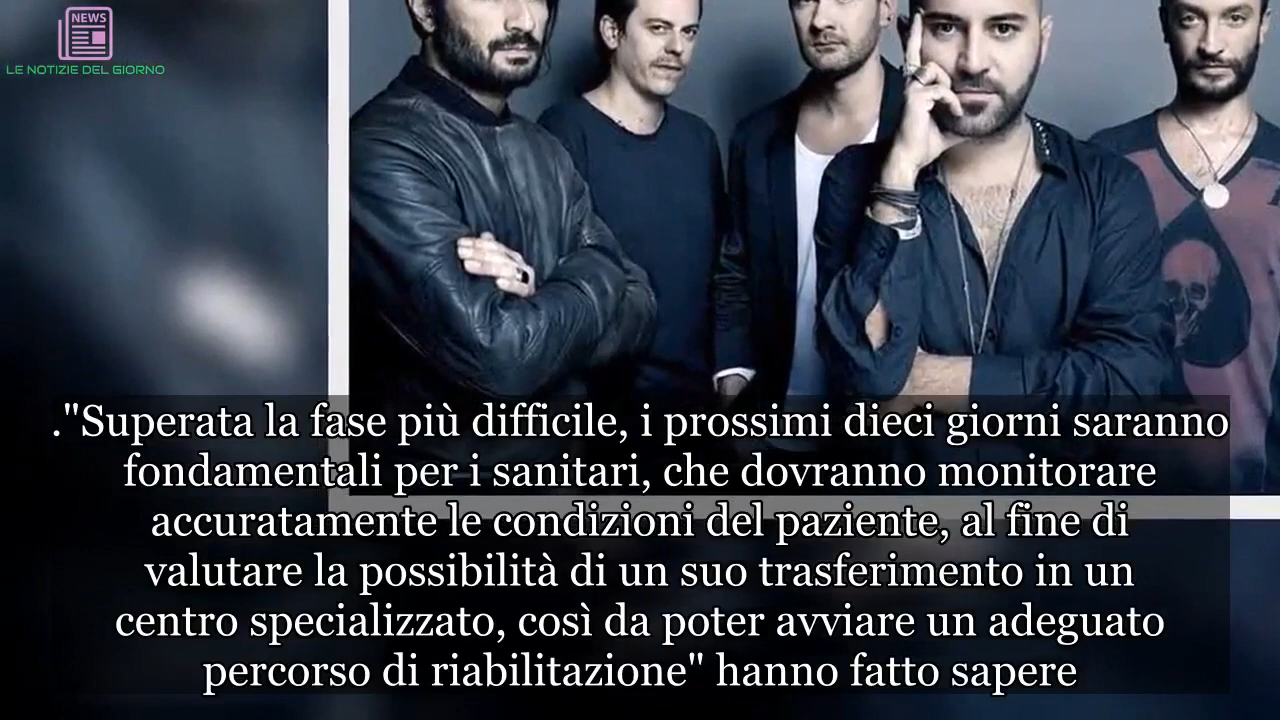 NEWS
LE NOTIZIE DEL GIORNO
."Superata la fase più difficile, i prossimi dieci giorni saranno
fondamentali per i sanitari, che dovranno monitorare
accuratamente le condizioni del paziente, al fine di
valutare la possibilità di un suo trasferimento in un
centro specializzato, così da poter avviare un adeguato
percorso di riabilitazione" hanno fatto sapere